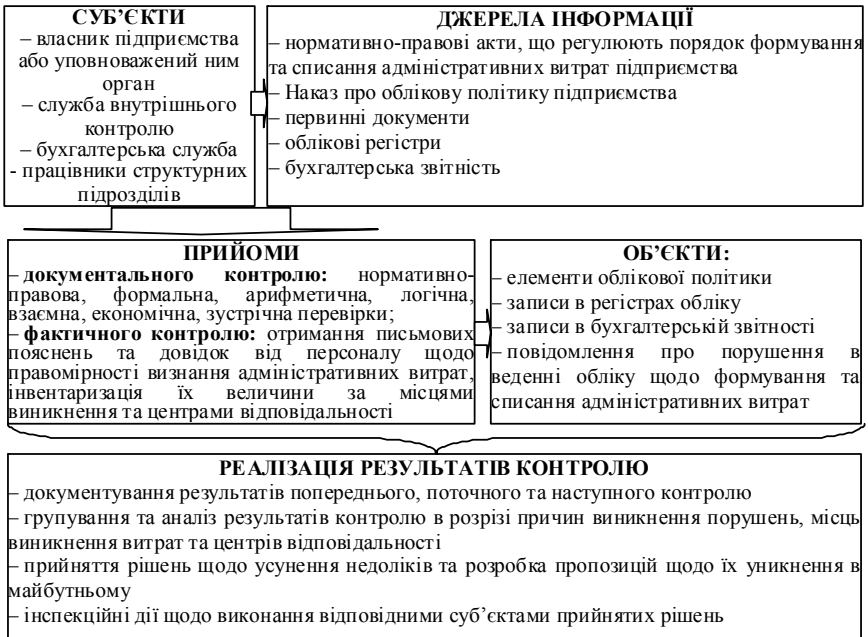 СУБ’ЄКТИ
– власник підприємства
або уповноважений ним
орган
– служба внутрішнього
контролю
– бухгалтерська служба
- працівники структурних
підрозділів
ДЖЕРЕЛА ІНФОРМАЦІЇ
– нормативно-правові акти, що регулюють порядок формування
та списання адміністративних витрат підприємства
– Наказ про облікову політику підприємства
– первинні документи
– облікові регістри
– бухгалтерська звітність
ПРИЙОМИ
– документального контролю: нормативно-
правова, формальна, арифметична, логічна,
взаємна, економічна, зустрічна перевірки;
– фактичного контролю: отримання письмових
пояснень та довідок від персоналу щодо
правомірності визнання адміністративних витрат,
інвентаризація їх величини за місцями
виникнення та центрами відповідальності
ОБ’ЄКТИ:
– елементи облікової політики
– записи в регістрах обліку
– записи в бухгалтерській звітності
– повідомлення про порушення в
веденні обліку щодо формування та
списання адміністративних витрат
РЕАЛІЗАЦІЯ РЕЗУЛЬТАТІВ КОНТРОЛЮ
– документування результатів попереднього, поточного та наступного контролю
– групування та аналіз результатів контролю в розрізі причин виникнення порушень, місць
виникнення витрат та центрів відповідальності
– прийняття рішень щодо усунення недоліків та розробка пропозицій щодо їх уникнення в
майбутньому
– інспекційні дії щодо виконання відповідними суб’єктами прийнятих рішень